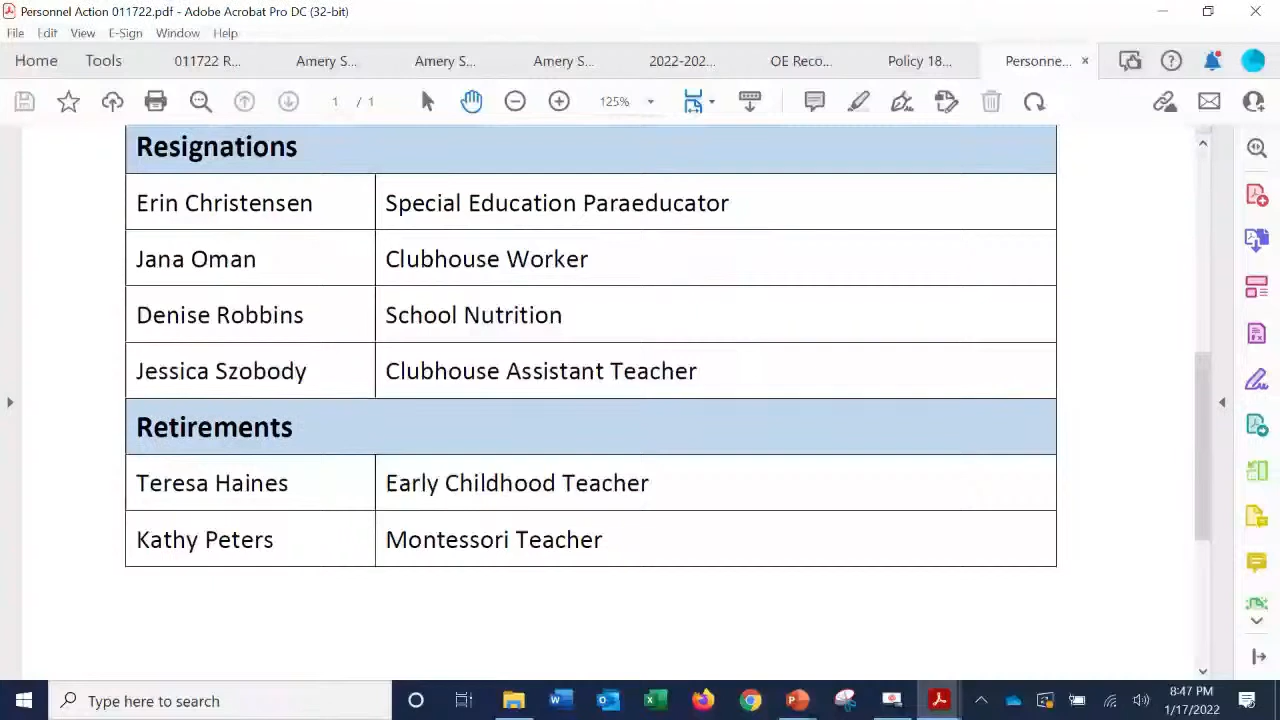 Personnel Action 011722.pdf - Adobe Acrobat Pro DC (32-bit)
File Edit View E-Sign Window Help
Home Tools 011722 R... Amery S... Amery S... Amery S... 2022-202... OE Reco... Policy 18... Personne... ×
1 / 1 125%
Resignations
Erin Christensen Special Education Paraeducator
Jana Oman Clubhouse Worker
Denise Robbins School Nutrition
Jessica Szobody Clubhouse Assistant Teacher
Retirements
Teresa Haines Early Childhood Teacher
Kathy Peters Montessori Teacher
Type here to search
8:47 PM
1/17/2022